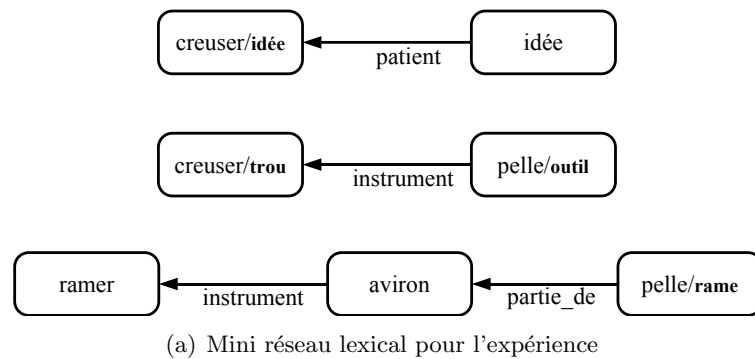 creuser/idée
patient
idée
creuser/trou
instrument
pelle/outil
ramer
instrument
aviron
partie_de
pelle/rame
(a) Mini réseau lexical pour l'expérience